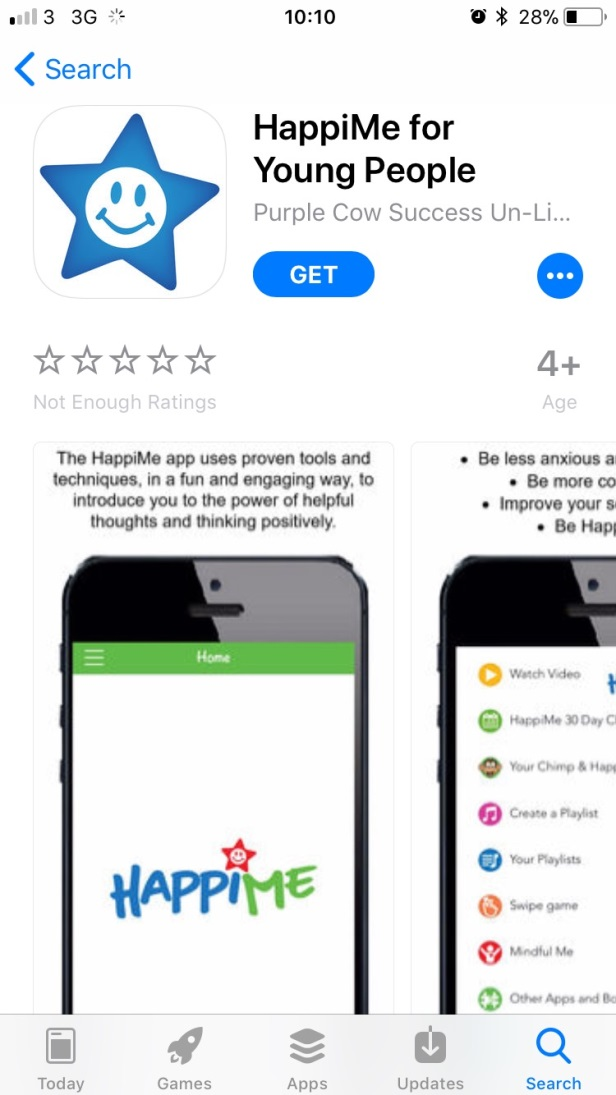 3 3G 10:10 28%
Search
HappiMe for
Young People
Purple Cow Success Un-Li...
GET
Not Enough Ratings
4+
Age
The HappiMe app uses proven tools and
techniques, in a fun and engaging way, to
introduce you to the power of helpful
thoughts and thinking positively.
Home
HAPPiME
• Be less anxious
• Be more
• Improve your
• Be
Watch Video
HappiMe 30 Day
Your Chimp &
Create a Playlist
Your Playlists
Swipe game
Mindful Me
Other Apps and
Today
Games
Apps
Updates
Search